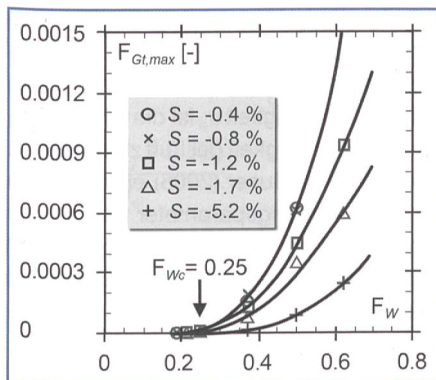 0.0015
F_Gt,max [-]
0.0012
S = -0.4 %
S = -0.8 %
0.0009
S = -1.2 %
S = -1.7 %
0.0006
S = -5.2 %
F_Wc = 0.25
0.0003
F_W
0
0 0.2 0.4 0.6 0.8